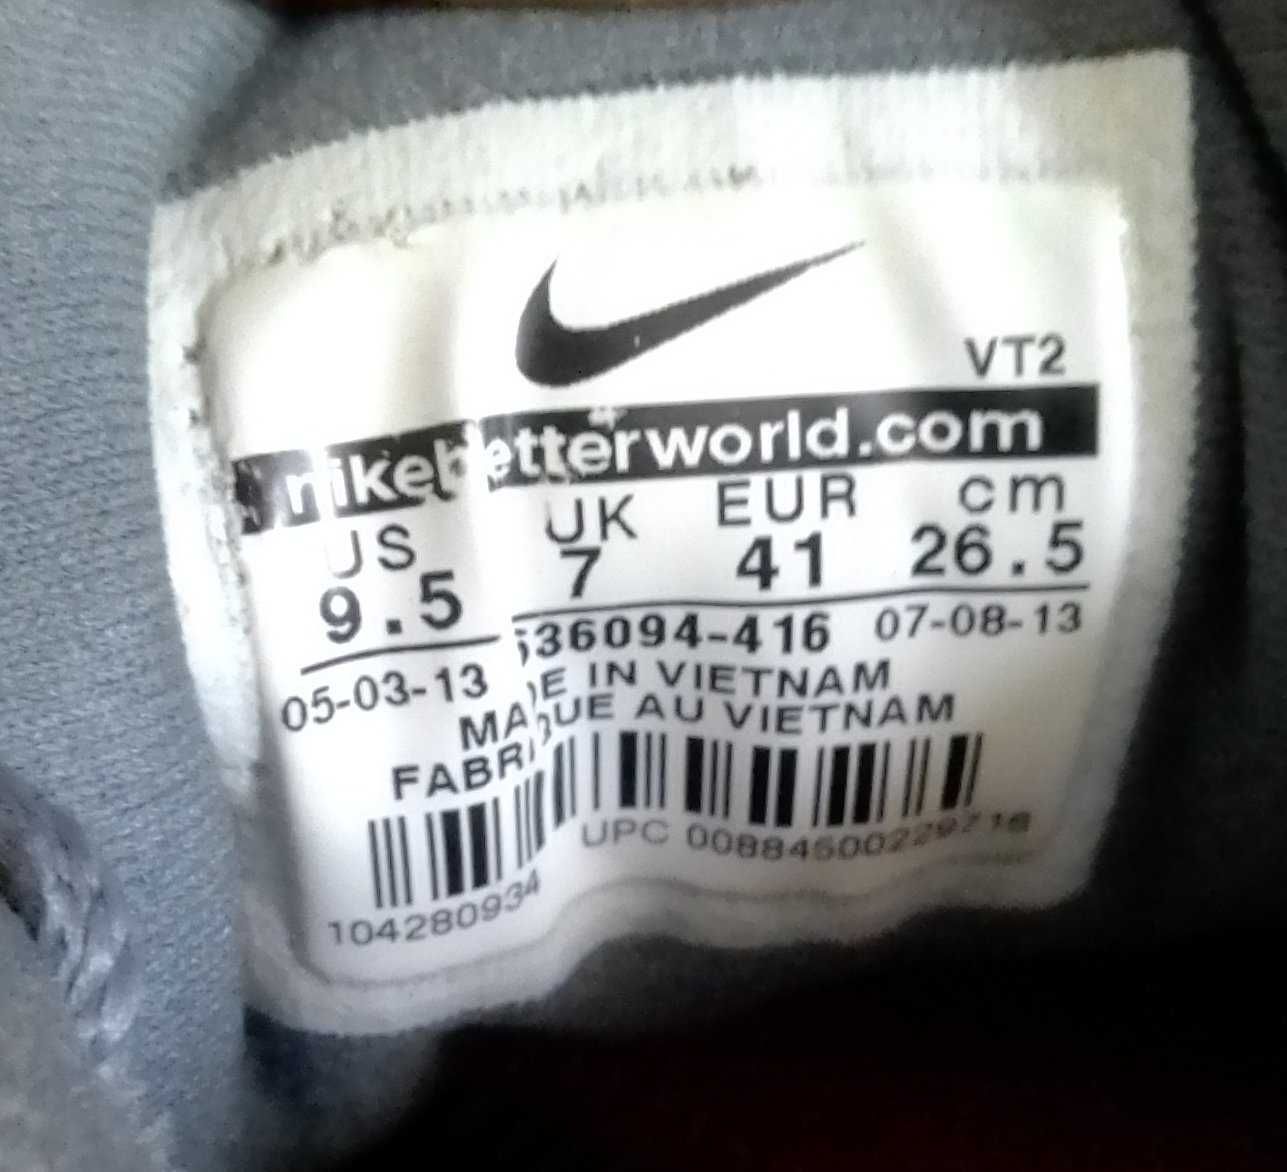 VT2
nikebetterworld.com
US UK EUR cm
9.5 7 41 26.5
05-03-13 636094-416 07-08-13
MADE IN VIETNAM
FABRIQUE AU VIETNAM
104280934 UPC